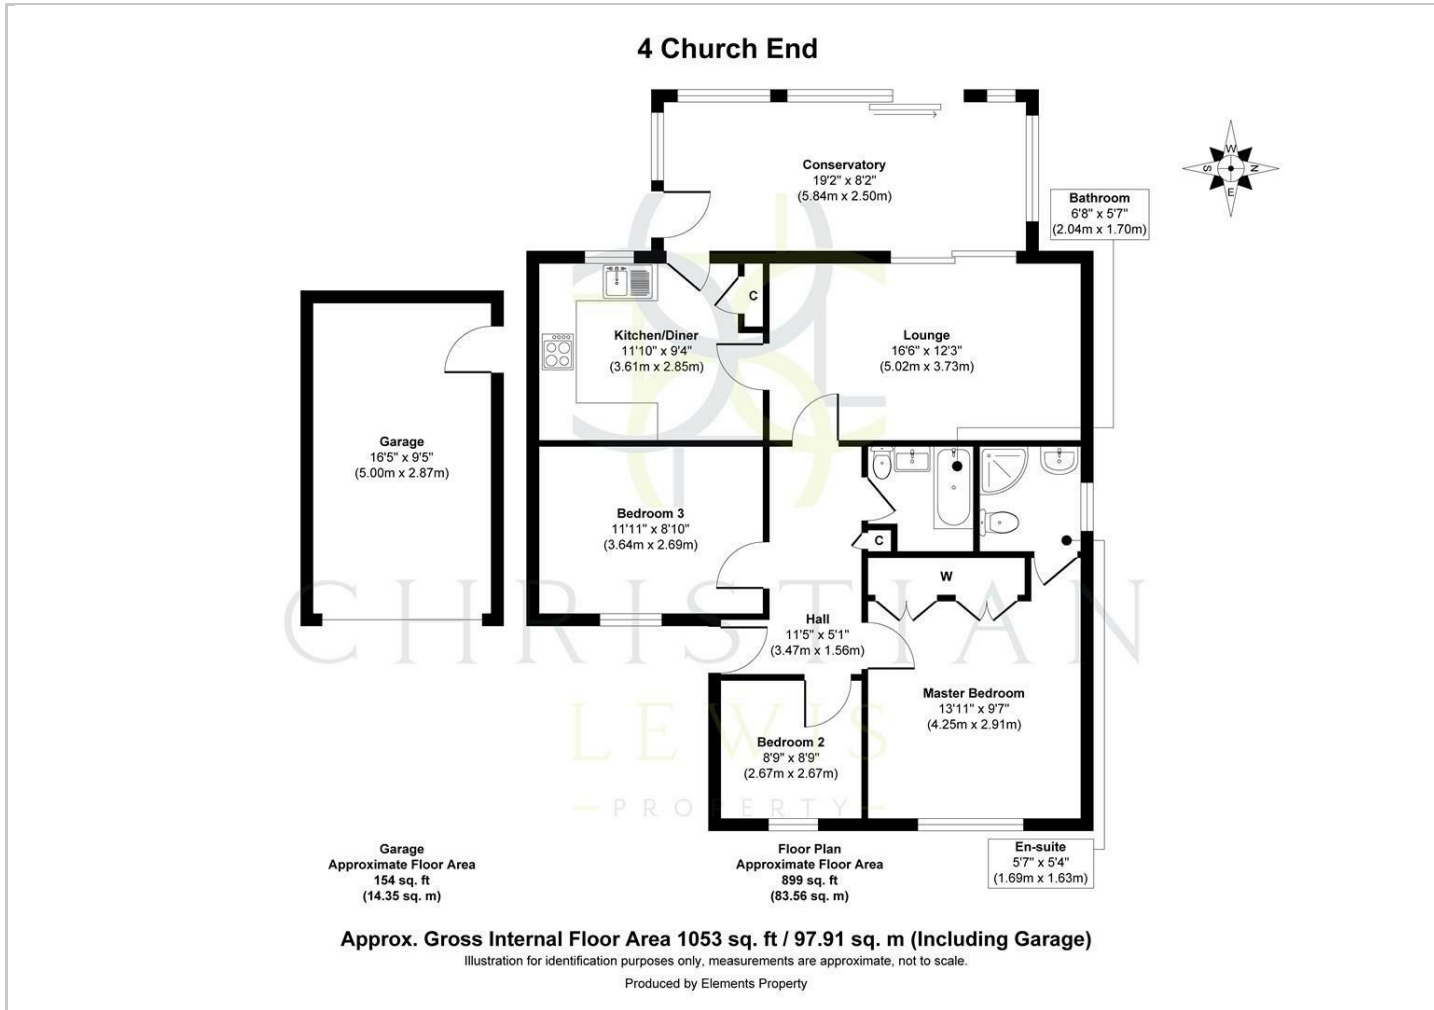 4 Church End
Conservatory
19'2" x 8'2"
(5.84m x 2.50m)
W
S
N
E
Bathroom
6'8" x 5'7"
(2.04m x 1.70m)
Kitchen/Diner
11'10" x 9'4"
(3.61m x 2.85m)
C
Lounge
16'6" x 12'3"
(5.02m x 3.73m)
Garage
16'5" x 9'5"
(5.00m x 2.87m)
Bedroom 3
11'11" x 8'10"
(3.64m x 2.69m)
C
W
Hall
11'5" x 5'1"
(3.47m x 1.56m)
CHRISTIAN
LEWIS
PROPERTY
Master Bedroom
13'11" x 9'7"
(4.25m x 2.91m)
Bedroom 2
8'9" x 8'9"
(2.67m x 2.67m)
En-suite
5'7" x 5'4"
(1.69m x 1.63m)
Garage
Approximate Floor Area
154 sq. ft
(14.35 sq. m)
Floor Plan
Approximate Floor Area
899 sq. ft
(83.56 sq. m)
Approx. Gross Internal Floor Area 1053 sq. ft / 97.91 sq. m (Including Garage)
Illustration for identification purposes only, measurements are approximate, not to scale.
Produced by Elements Property